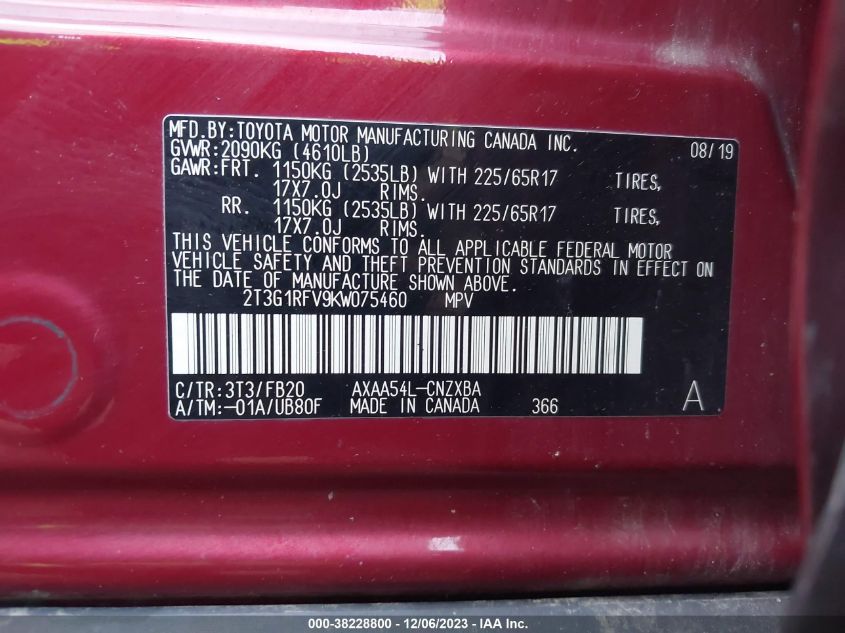 MFD.BY:TOYOTA MOTOR MANUFACTURING CANADA INC. 08/19
GVWR:2090KG (4610LB)
GAWR:FRT. 1150KG (2535LB) WITH 225/65R17 TIRES,
17X7.0J RIMS.
RR. 1150KG (2535LB) WITH 225/65R17 TIRES,
17X7.0J RIMS.
THIS VEHICLE CONFORMS TO ALL APPLICABLE FEDERAL MOTOR
VEHICLE SAFETY AND THEFT PREVENTION STANDARDS IN EFFECT ON
THE DATE OF MANUFACTURE SHOWN ABOVE.
2T3G1RFV9KW075460 MPV
C/TR:3T3/FB20 AXAA54L-CNZXBA
A/TM:-01A/UB80F MADE IN CANADA 366 A
000-38228800 - 12/06/2023 - IAA Inc.